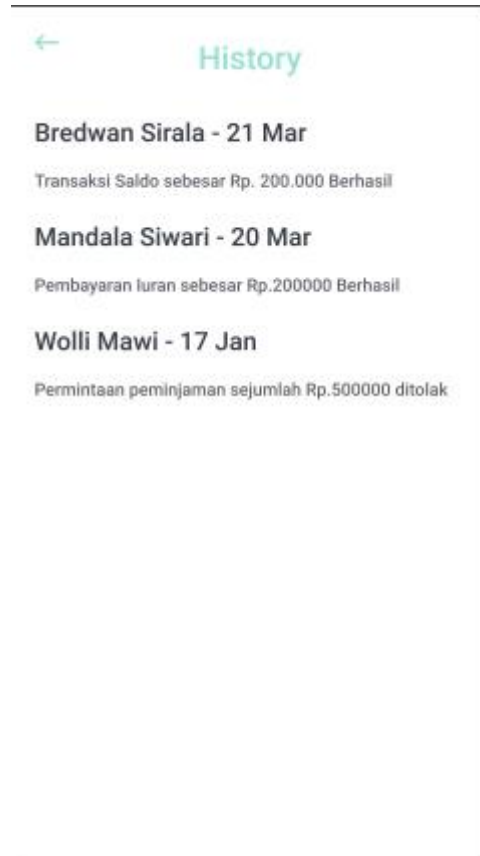 ←
History
Bredwan Sirala - 21 Mar
Transaksi Saldo sebesar Rp. 200.000 Berhasil
Mandala Siwari - 20 Mar
Pembayaran Iuran sebesar Rp.200000 Berhasil
Wolli Mawi - 17 Jan
Permintaan peminjaman sejumlah Rp.500000 ditolak